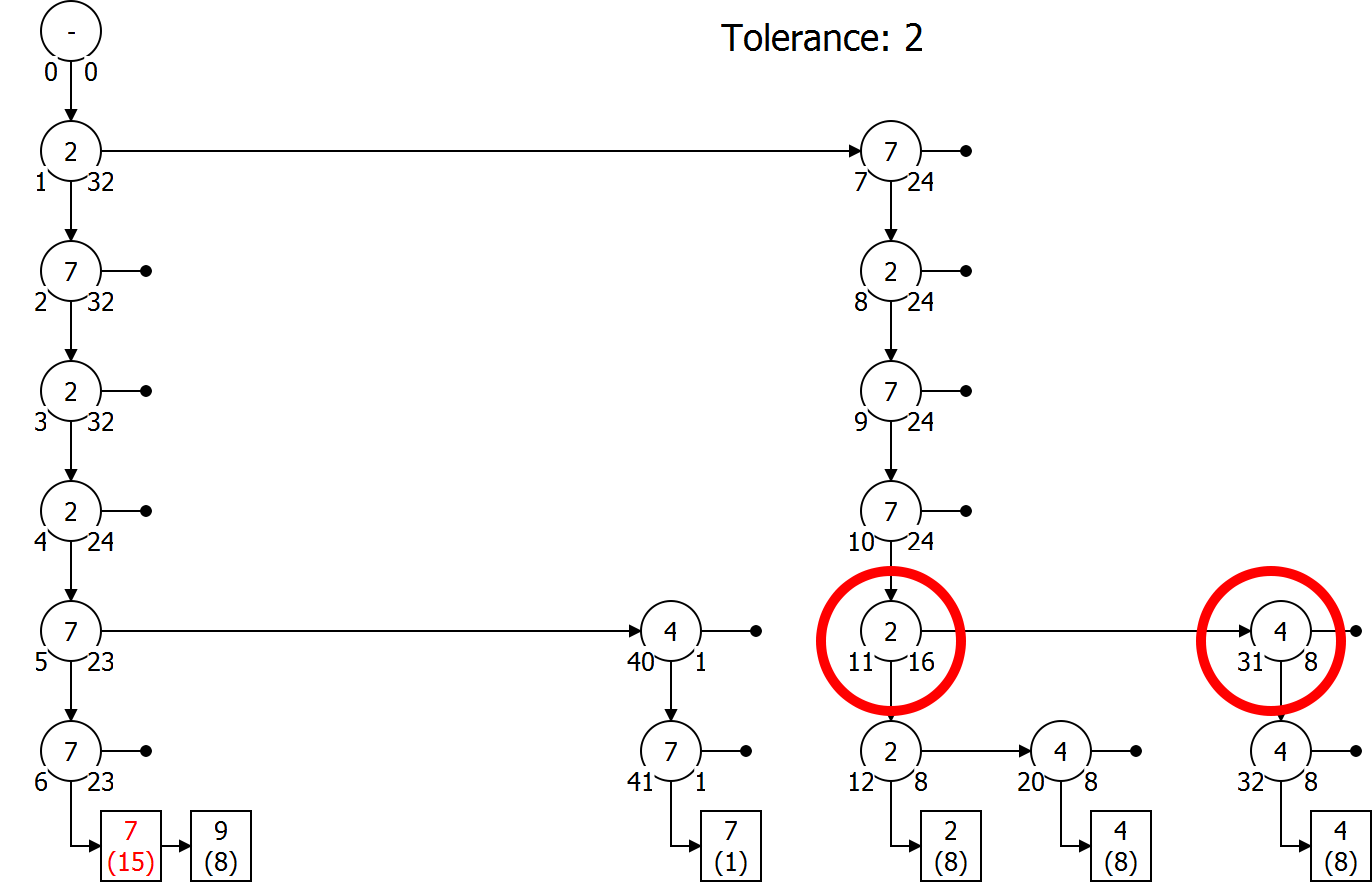 -
Tolerance: 2
0 0
2 7
1 32 7 24
7 2
2 32 8 24
2 7
3 32 9 24
2 7
4 24 10 24
7 4 2 4
5 23 40 1 11 16 31 8
7 7 2 4 4
6 23 41 1 12 8 20 8 32 8
7 9 7 2 4 4
(15) (8) (1) (8) (8) (8)